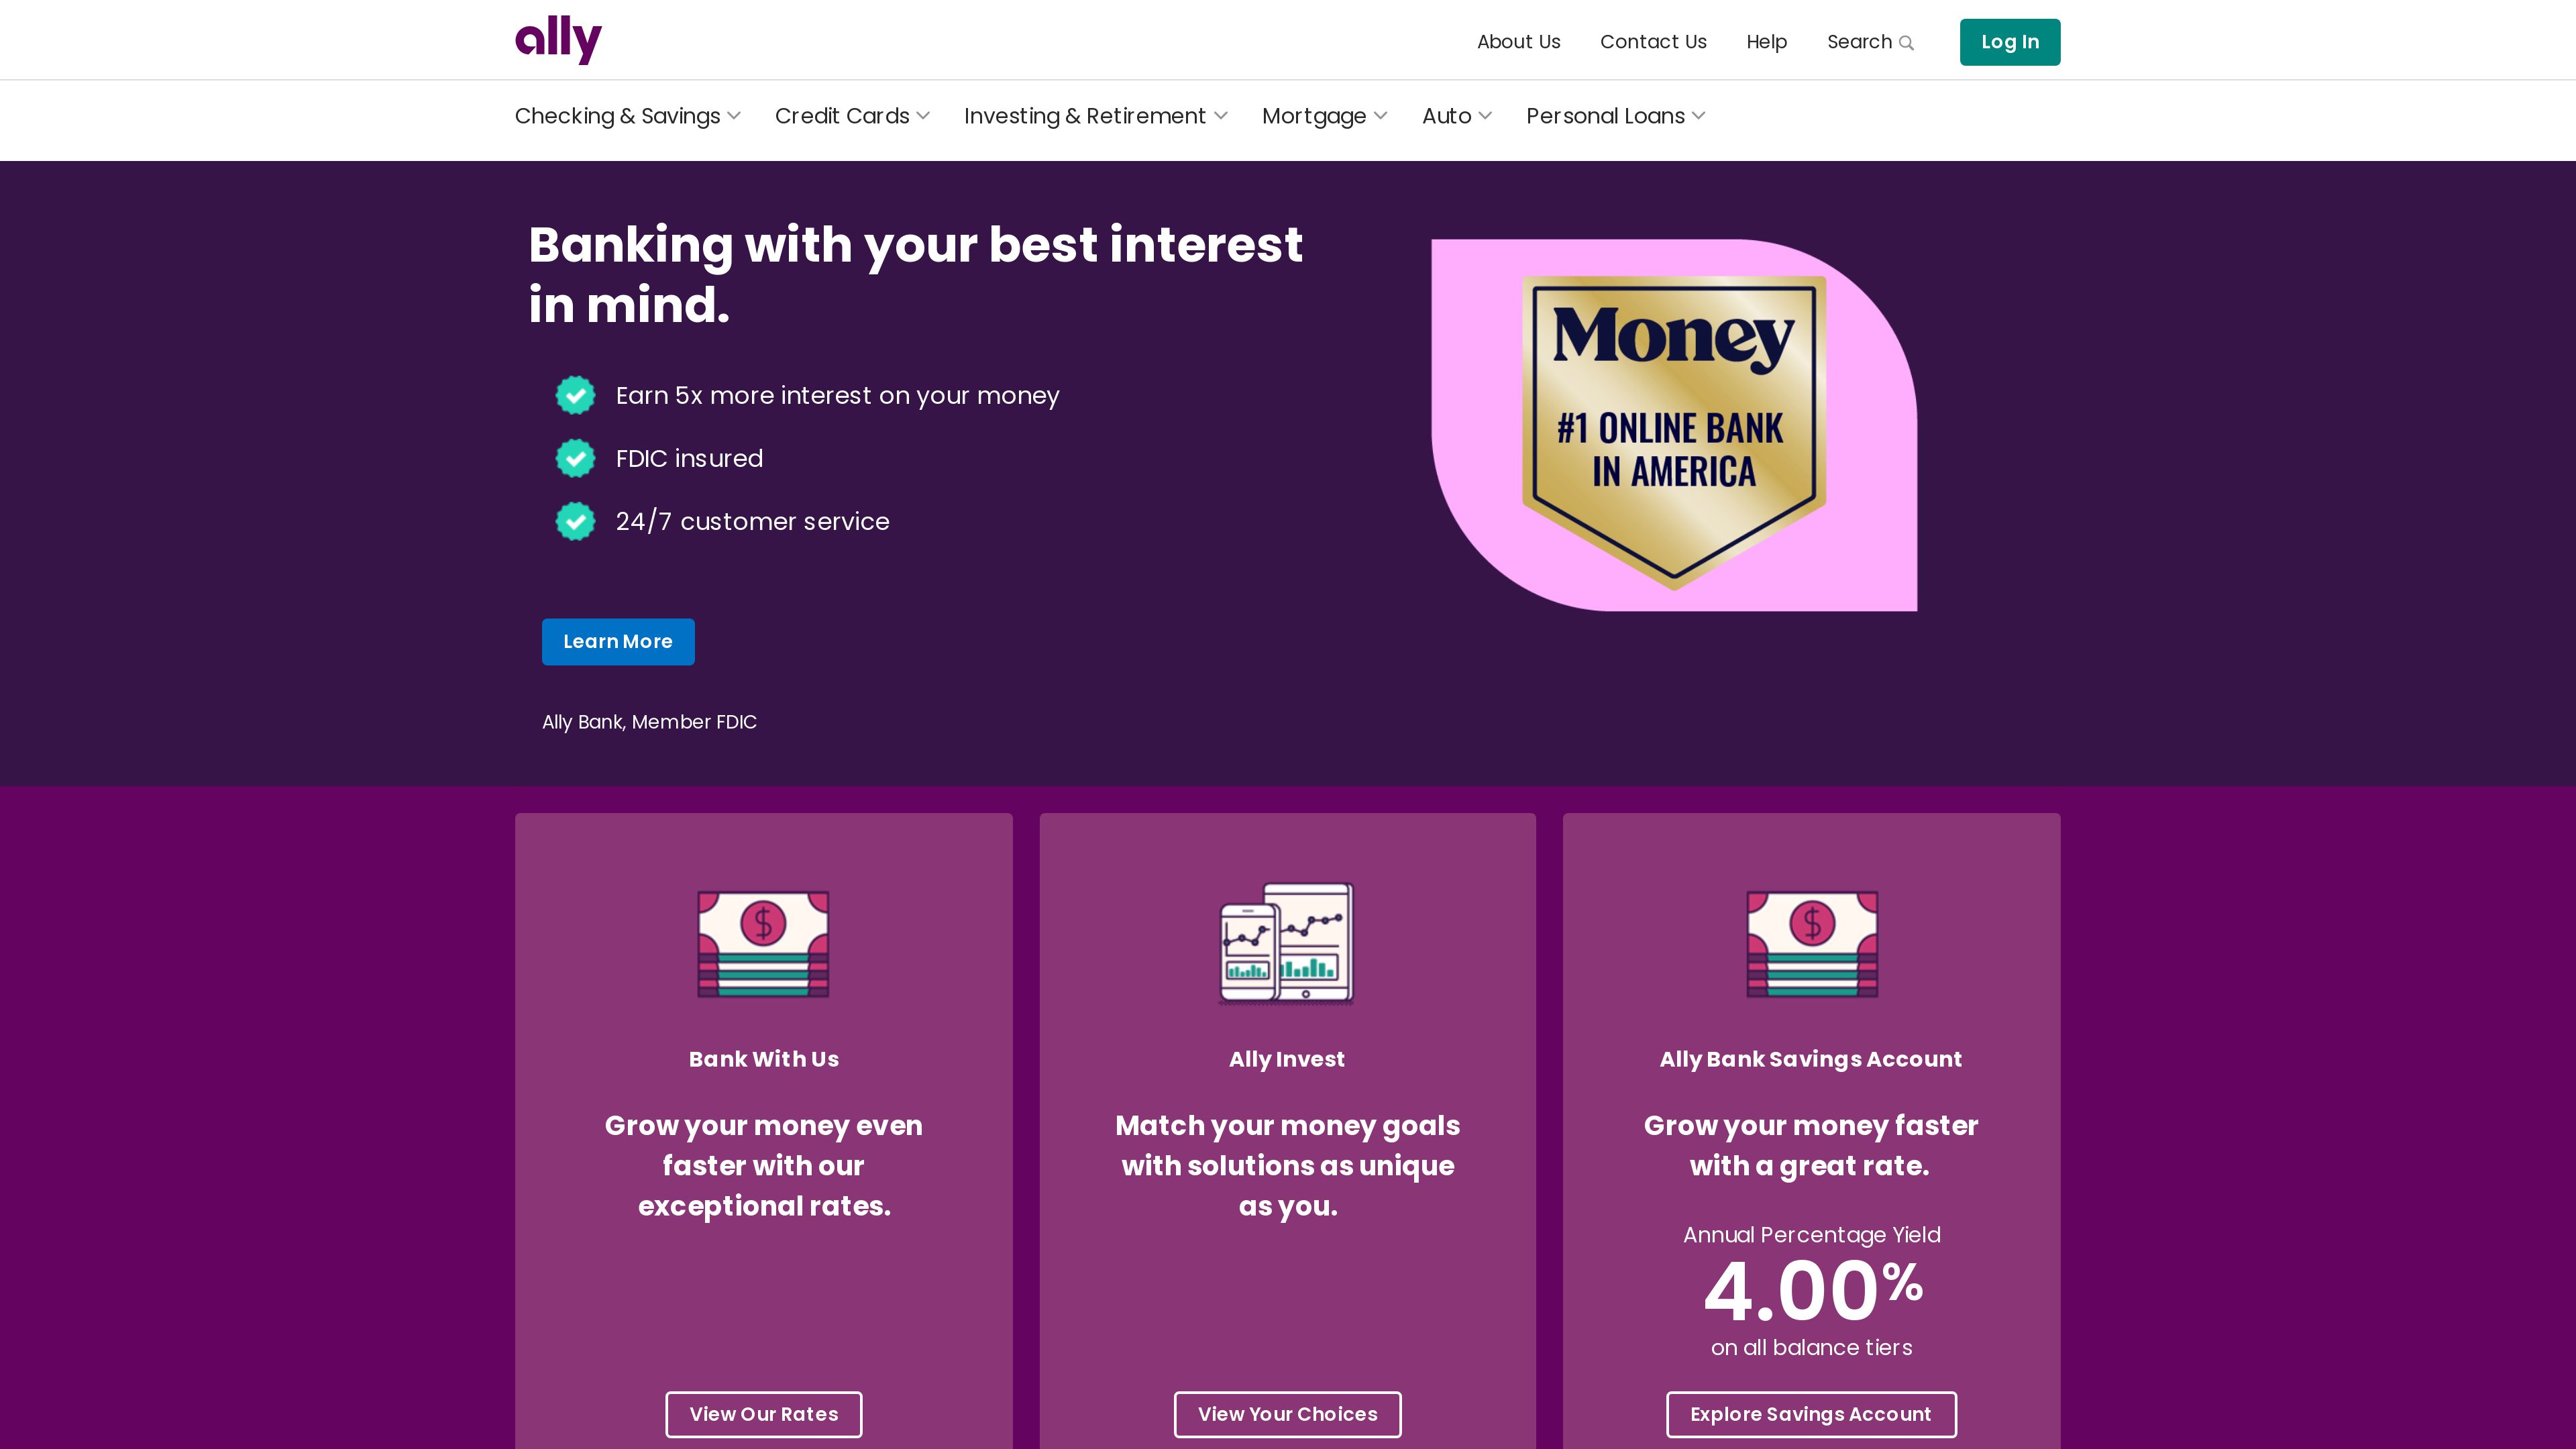 ally
About Us
Contact Us
Help
Search
Log In
Checking & Savings
Credit Cards
Investing & Retirement
Mortgage
Auto
Personal Loans
Banking with your best interest
in mind.
Earn 5x more interest on your money
FDIC insured
24/7 customer service
Learn More
Ally Bank, Member FDIC
Money
#1 ONLINE BANK
IN AMERICA
$
Bank With Us
Grow your money even
faster with our
exceptional rates.
View Our Rates
Ally Invest
Match your money goals
with solutions as unique
as you.
View Your Choices
$
Ally Bank Savings Account
Grow your money faster
with a great rate.
Annual Percentage Yield
4.00%
on all balance tiers
Explore Savings Account